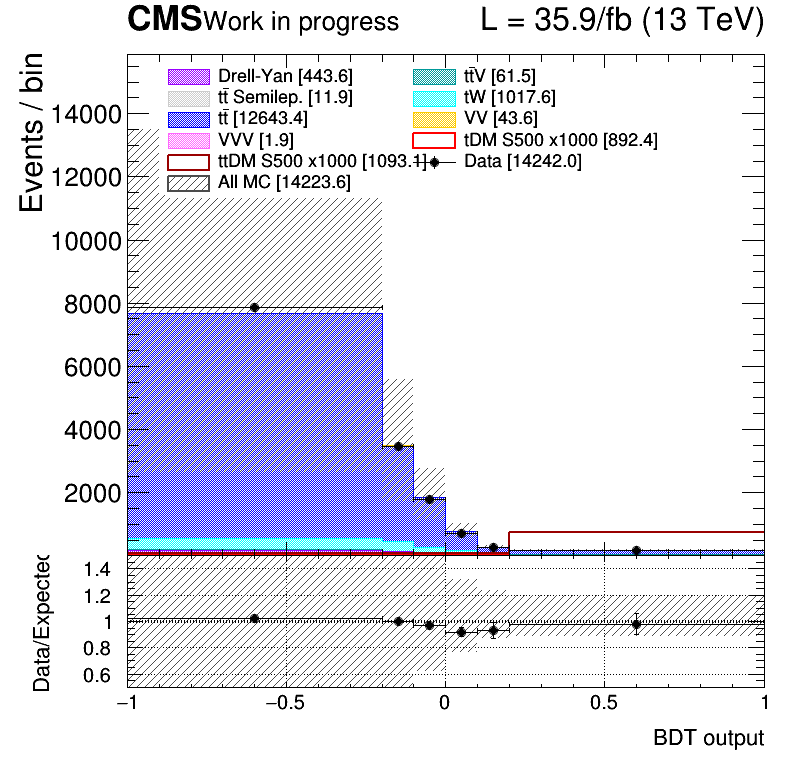 CMS Work in progress L = 35.9/fb (13 TeV)
Events / bin
Drell-Yan [443.6] tt̄V [61.5]
tt̄ Semilep. [11.9] tW [1017.6]
tt̄ [12643.4] VV [43.6]
VVV [1.9] tDM S500 x1000 [892.4]
ttDM S500 x1000 [1093.1] Data [14242.0]
All MC [14223.6]
14000
12000
10000
8000
6000
4000
2000
Data/Expected
1.4
1.2
1
0.8
0.6
−1 −0.5 0 0.5 1
BDT output